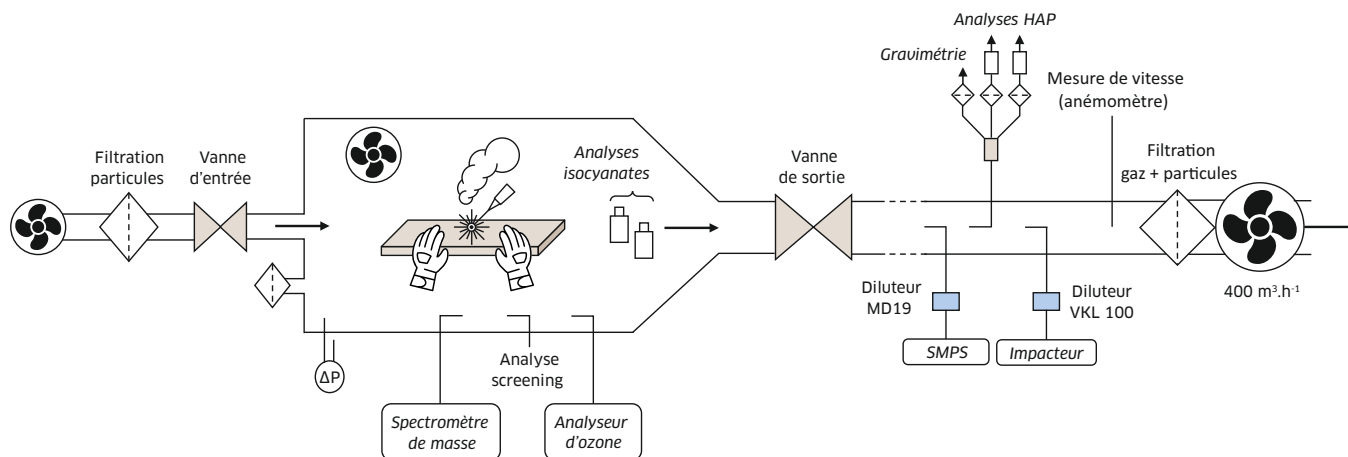 Analyses HAP
Gravimétrie
Mesure de vitesse
(anémomètre)
Filtration
particules
Vanne
d'entrée
Analyses
isocyanates
Vanne
de sortie
Filtration
gaz + particules
Diluteur
MD19
Diluteur
VKL 100
400 m³.h⁻¹
SMPS
Impacteur
ΔP
Analyse
screening
Spectromètre
de masse
Analyseur
d'ozone